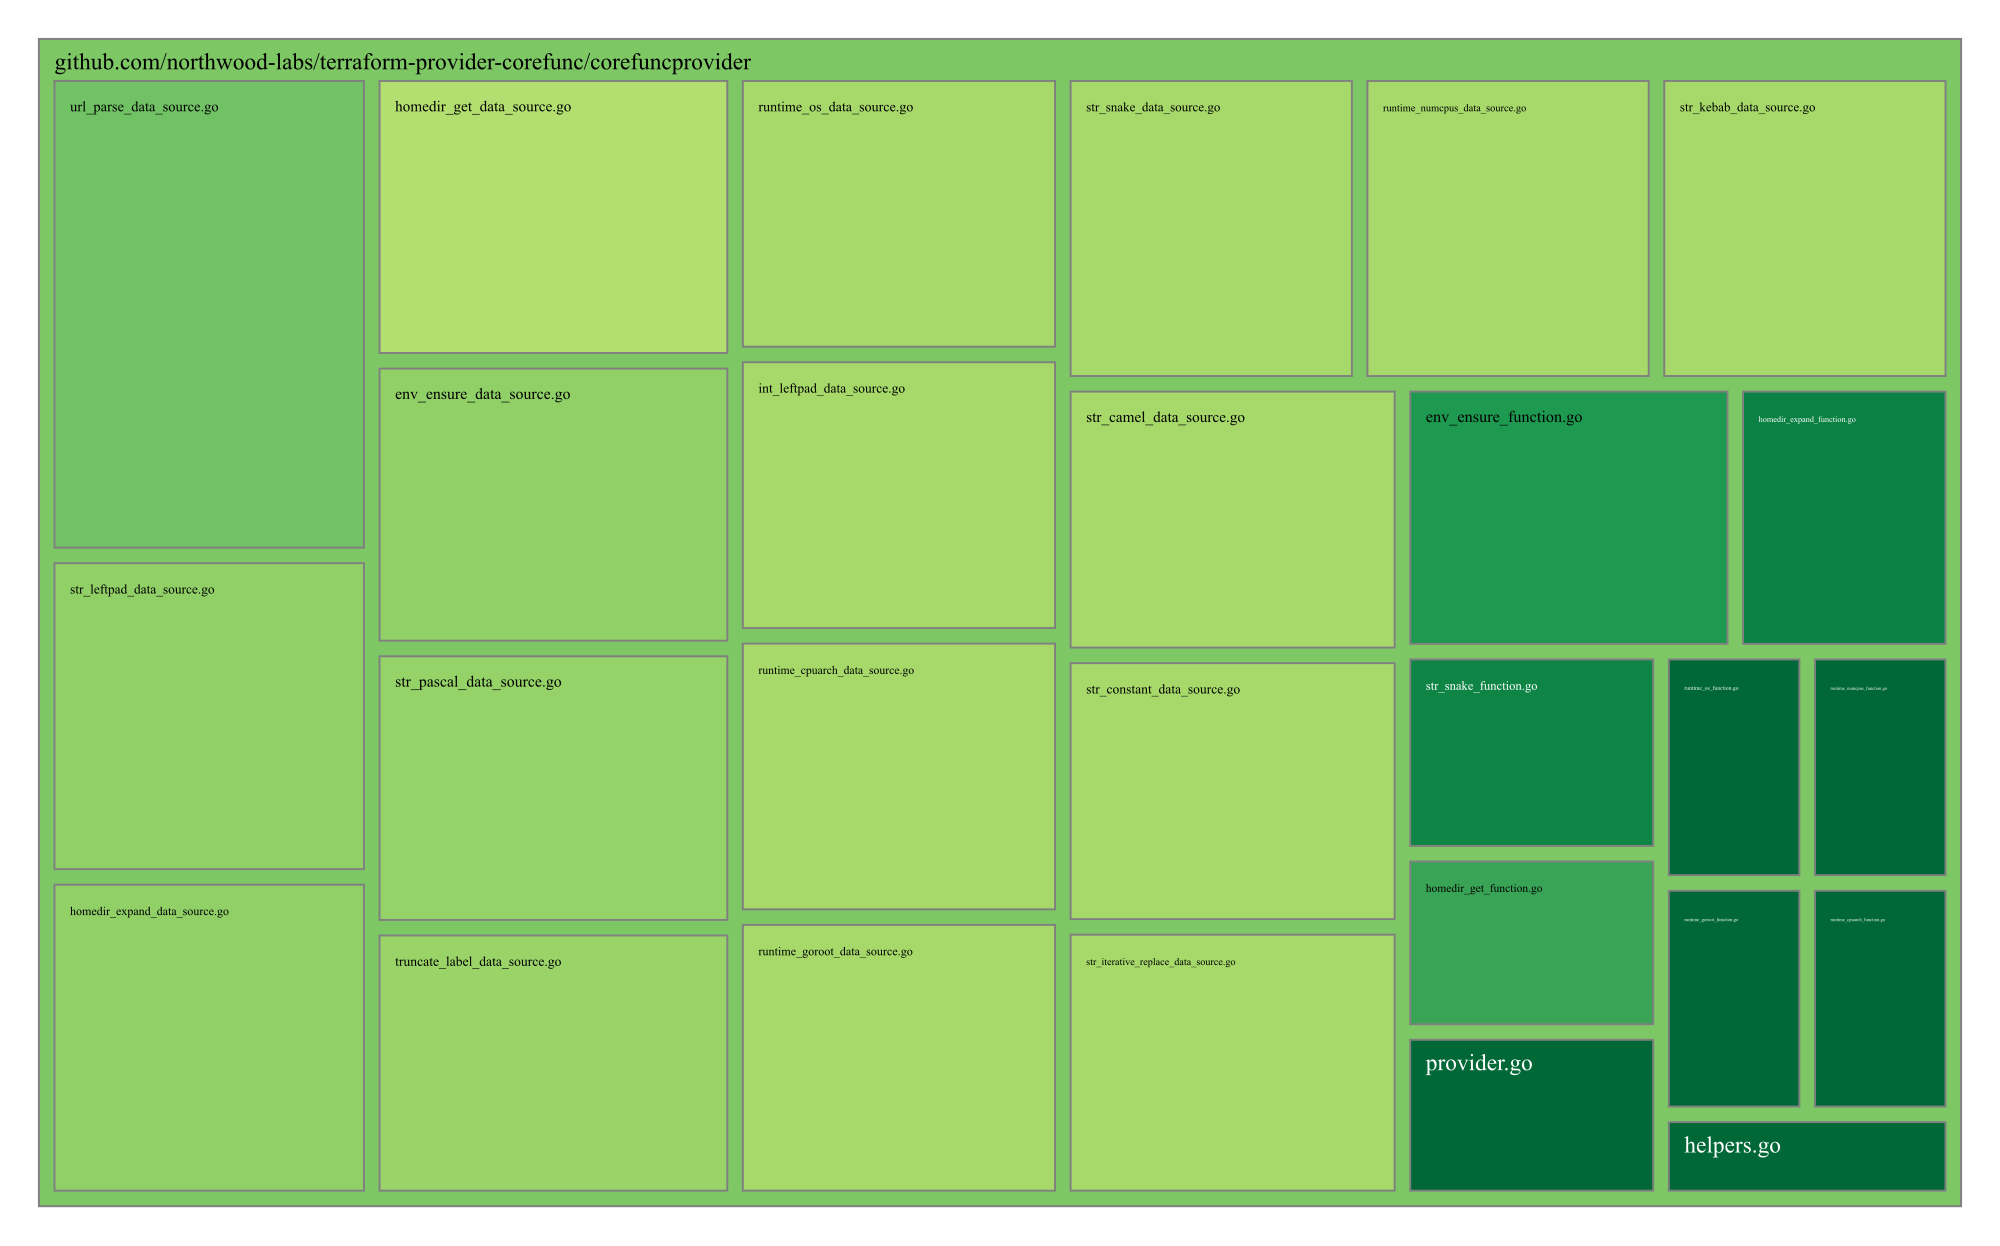 github.com/northwood-labs/terraform-provider-corefunc/corefuncprovider
url_parse_data_source.go
homedir_get_data_source.go
runtime_os_data_source.go
str_snake_data_source.go
runtime_numcpus_data_source.go
str_kebab_data_source.go
env_ensure_data_source.go
int_leftpad_data_source.go
str_camel_data_source.go
env_ensure_function.go
homedir_expand_function.go
str_leftpad_data_source.go
str_pascal_data_source.go
runtime_cpuarch_data_source.go
str_constant_data_source.go
str_snake_function.go
runtime_os_function.go
runtime_numcpus_function.go
homedir_expand_data_source.go
truncate_label_data_source.go
runtime_goroot_data_source.go
str_iterative_replace_data_source.go
homedir_get_function.go
runtime_goroot_function.go
runtime_cpuarch_function.go
provider.go
helpers.go